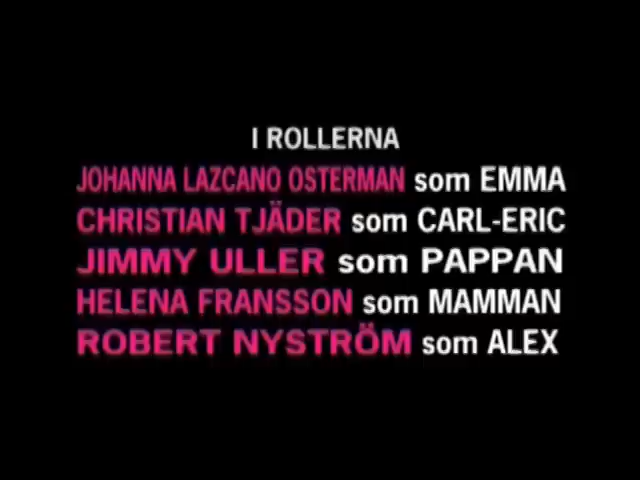 I ROLLERNA
JOHANNA LAZCANO OSTERMAN som EMMA
CHRISTIAN TJÄDER som CARL-ERIC
JIMMY ULLER som PAPPAN
HELENA FRANSSON som MAMMAN
ROBERT NYSTRÖM som ALEX